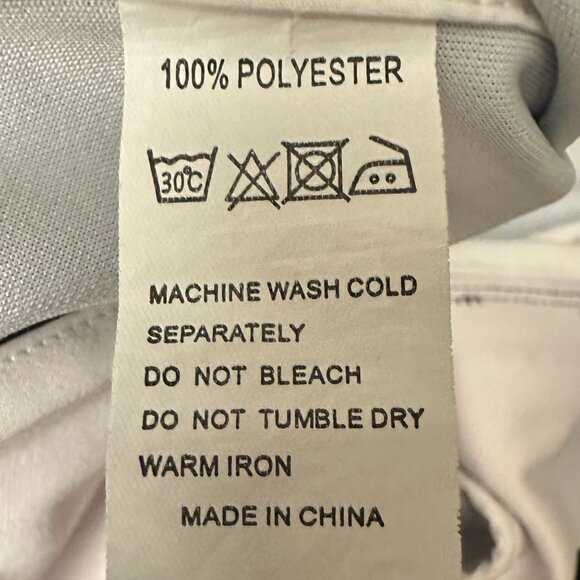 100% POLYESTER
30°C
MACHINE WASH COLD
SEPARATELY
DO NOT BLEACH
DO NOT TUMBLE DRY
WARM IRON
MADE IN CHINA